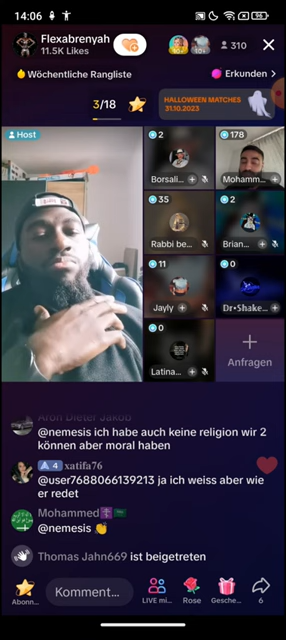 14:06
96
Flexabrenyah
11.5K Likes
310
Wöchentliche Rangliste
Erkunden >
3/18
HALLOWEEN MATCHES
31.10.2023
Host
2
Borsali...
178
Mohamm...
35
Rabbi be...
2
Brian...
11
Jayly
0
Dr•Shake...
0
Latina...
Anfragen
Aron Dieter Jakob
@nemesis ich habe auch keine religion wir 2
können aber moral haben
4 xatifa76
@user7688066139213 ja ich weiss aber wie
er redet
Mohammed
@nemesis 👏
Thomas Jahn669 ist beigetreten
Komment...
Abonn...
LIVE mi...
Rose
Gesche...
6